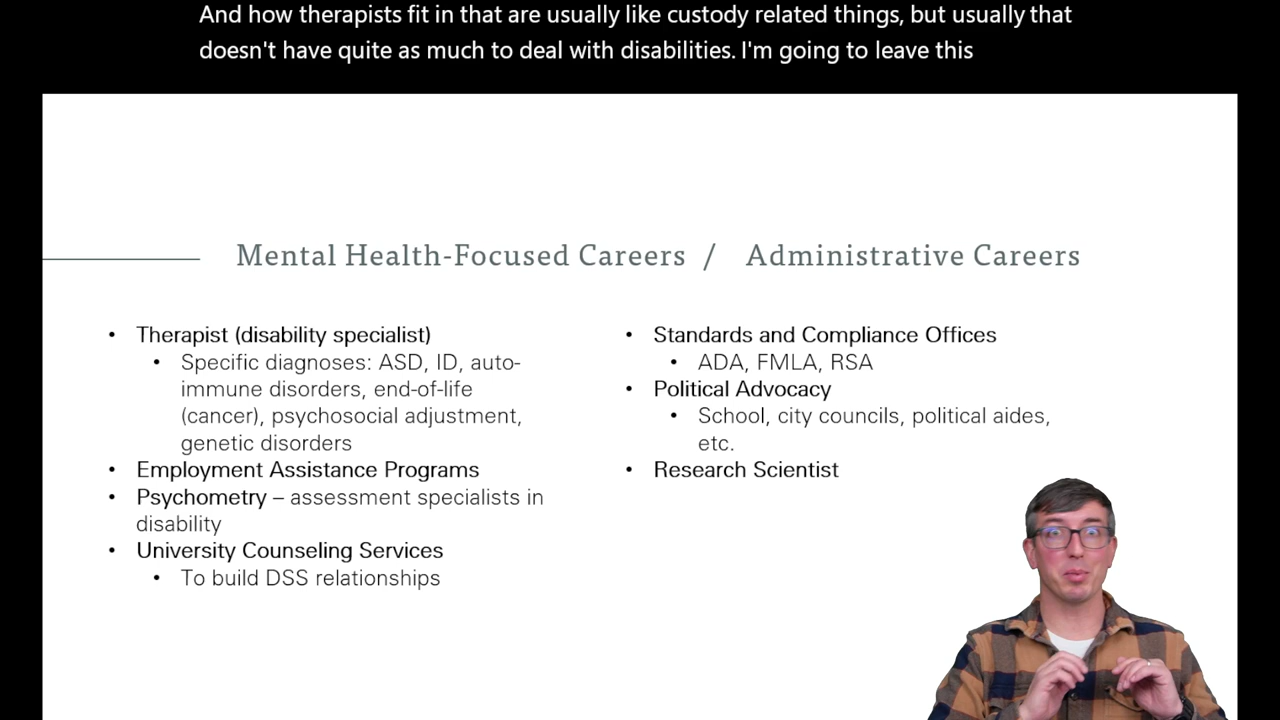 And how therapists fit in that are usually like custody related things, but usually that
doesn't have quite as much to deal with disabilities. I'm going to leave this
Mental Health-Focused Careers / Administrative Careers
• Therapist (disability specialist)
• Specific diagnoses: ASD, ID, auto-
immune disorders, end-of-life
(cancer), psychosocial adjustment,
genetic disorders
• Employment Assistance Programs
• Psychometry – assessment specialists in
disability
• University Counseling Services
• To build DSS relationships
• Standards and Compliance Offices
• ADA, FMLA, RSA
• Political Advocacy
• School, city councils, political aides,
etc.
• Research Scientist